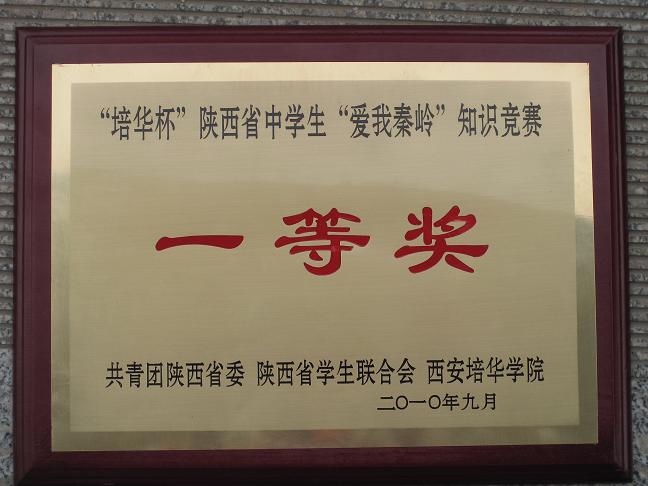 “培华杯”陕西省中学生“爱我秦岭”知识竞赛
一等奖
共青团陕西省委 陕西省学生联合会 西安培华学院
二〇一〇年九月